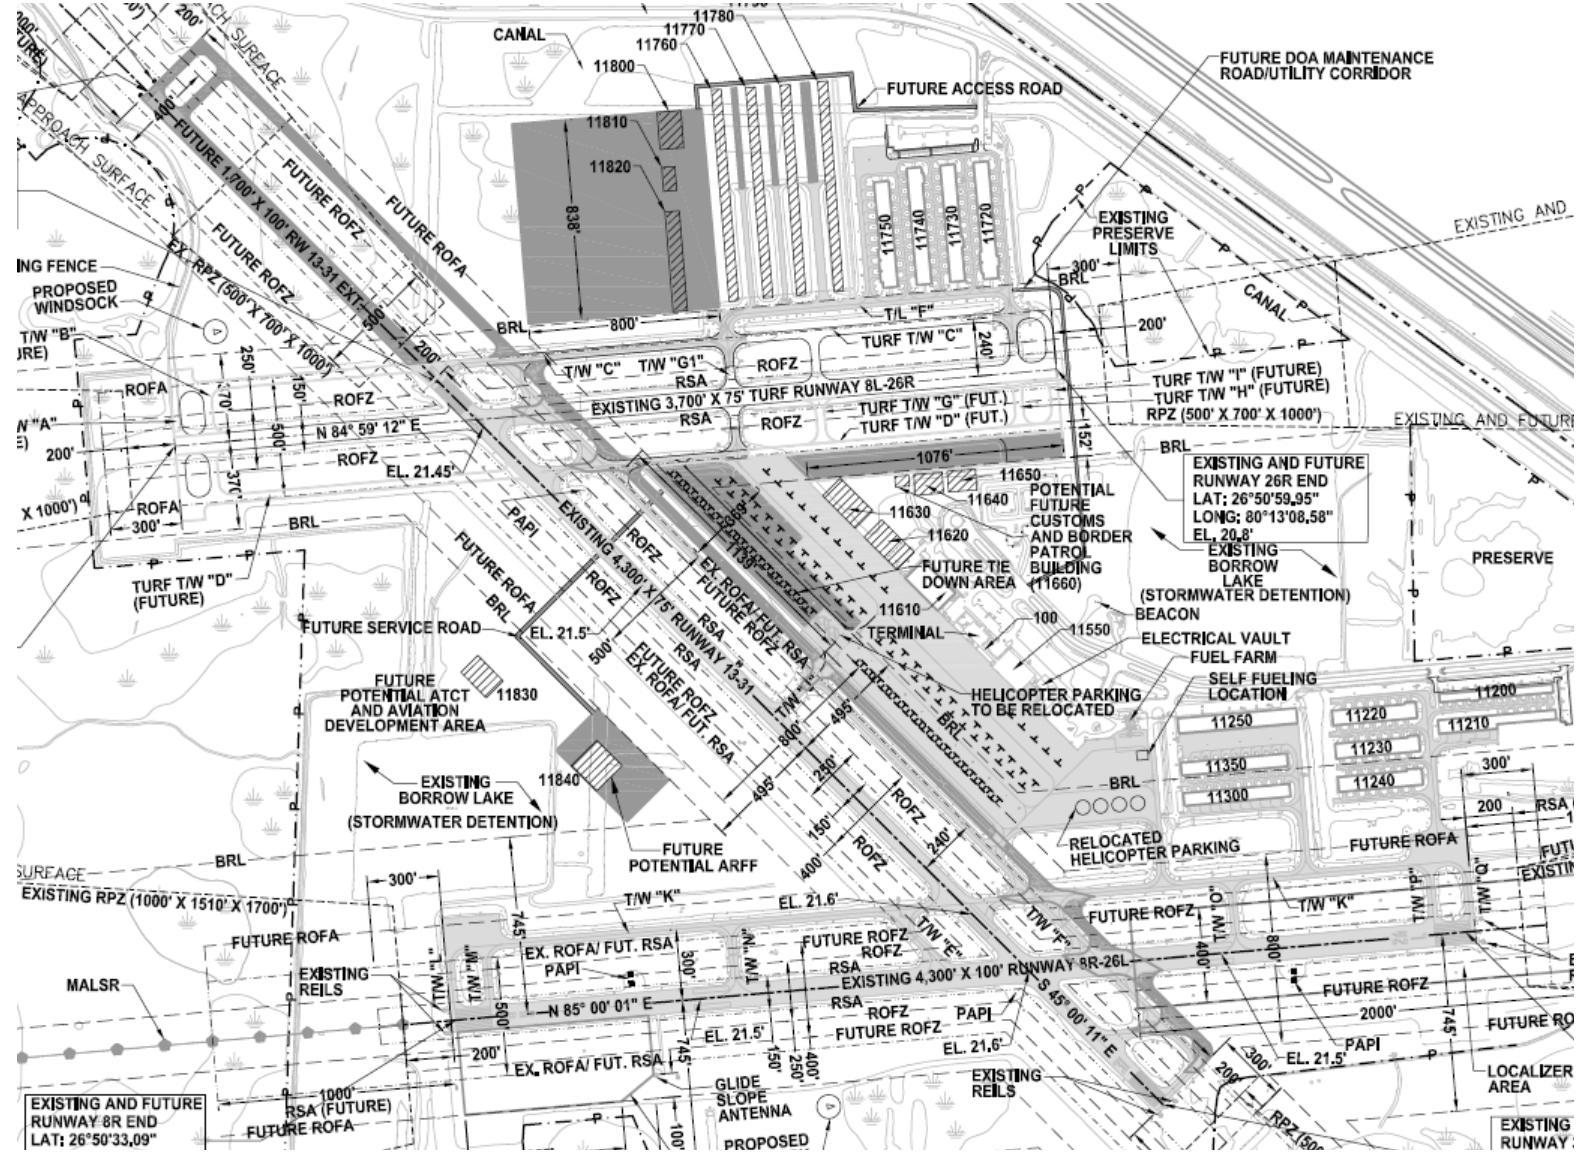 200'
SURFACE
CANAL
11780
11770
11760
11800
FUTURE ACCESS ROAD
FUTURE DOA MAINTENANCE
ROAD/UTILITY CORRIDOR
APPROACH SURFACE
400'
11810
11820
838'
FUTURE 1,700' X 100' RW 13-31 EXT.
FUTURE ROFZ
FUTURE ROFA
FUTURE ROFZ
FUTURE ROFZ
EX. RPZ (500' X 700' X 1000')
500'
200'
11750
11740
11730
11720
EXISTING
PRESERVE
LIMITS
300'
BRL
EXISTING AND
CANAL
200'
ING FENCE
PROPOSED
WINDSOCK
T/W "B"
URE)
BRL
800'
T/L "F"
TURF T/W "C"
240'
T/W "C"
T/W "G1"
RSA
ROFZ
EXISTING 3,700' X 75' TURF RUNWAY 8L-26R
RSA
ROFZ
TURF T/W "G" (FUT.)
TURF T/W "D" (FUT.)
TURF T/W "I" (FUTURE)
TURF T/W "H" (FUTURE)
RPZ (500' X 700' X 1000')
EXISTING AND FUTURE
BRL
ROFA
250'
170'
150'
ROFZ
N 84° 59' 12" E
500'
ROFZ
EL. 21.45'
370'
200'
X 1000')
ROFA
300'
BRL
TURF T/W "D"
(FUTURE)
PAPI
1076'
152'
11650
11640
11630
11620
11610
POTENTIAL
FUTURE
CUSTOMS
AND BORDER
PATROL
BUILDING
(11660)
EXISTING AND FUTURE
RUNWAY 26R END
LAT: 26°50'59.95"
LONG: 80°13'08.58"
EL. 20.8'
EXISTING
BORROW
LAKE
(STORMWATER DETENTION)
PRESERVE
BEACON
369'
1139'
FUTURE TIE
DOWN AREA
TERMINAL
100
11550
ELECTRICAL VAULT
FUEL FARM
SELF FUELING
LOCATION
HELICOPTER PARKING
TO BE RELOCATED
EXISTING 4,300' X 75' RUNWAY 13-31
ROFZ
ROFZ
EX. ROFA/ FUT. RSA
FUTURE ROFZ
RSA
RSA
FUTURE ROFZ
EX. ROFA/ FUT. RSA
FUTURE ROFA
BRL
EL. 21.5'
500'
FUTURE SERVICE ROAD
FUTURE
POTENTIAL ATCT
AND AVIATION
DEVELOPMENT AREA
11830
11840
EXISTING
BORROW LAKE
(STORMWATER DETENTION)
FUTURE
POTENTIAL ARFF
800'
495'
495'
250'
150'
400'
ROFZ
ROFZ
240'
BRL
BRL
11250
11220
11200
11210
11230
11350
11240
11300
300'
200
RELOCATED
HELICOPTER PARKING
FUTURE ROFA
SURFACE
BRL
EXISTING RPZ (1000' X 1510' X 1700')
300'
745'
T/W "K"
EL. 21.6'
T/W "E"
T/W "F"
FUTURE ROFZ
T/W "O"
T/W "K"
T/W "P"
T/W "Q"
400'
800'
FUTURE ROFA
EX. ROFA/ FUT. RSA
PAPI
300'
T/W "N"
FUTURE ROFZ
ROFZ
RSA
EXISTING 4,300' X 100' RUNWAY 8R-26L
RSA
ROFZ
FUTURE ROFZ
PAPI
EL. 21.6'
S 45° 00' 11" E
MALSR
EXISTING
REILS
T/W "L"
T/W "M"
500'
N 85° 00' 01" E
EL. 21.5'
200'
745'
150'
250'
400'
EX. ROFA/ FUT. RSA
1000'
RSA (FUTURE)
FUTURE ROFA
GLIDE
SLOPE
ANTENNA
100'
PROPOSED
EXISTING
REILS
FUTURE ROFZ
2000'
745'
PAPI
EL. 21.5'
300'
200'
LOCALIZER
AREA
EXISTING AND FUTURE
RUNWAY 8R END
LAT: 26°50'33.09"
EXISTING
RUNWAY